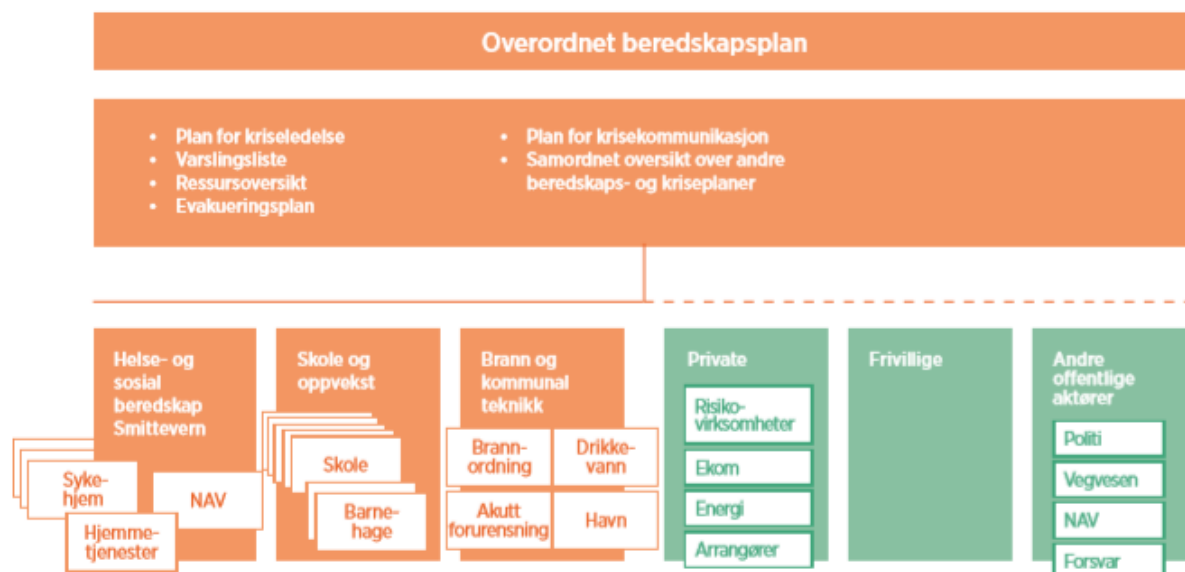 Overordnet beredskapsplan
• Plan for kriseledelse
• Varslingsliste
• Ressursoversikt
• Evakueringsplan
• Plan for krisekommunikasjon
• Samordnet oversikt over andre
beredskaps- og kriseplaner
Helse- og
sosial
beredskap
Smittevern
Syke-
hjem
NAV
Hjemme-
tjenester
Skole og
oppvekst
Skole
Barne-
hage
Brann og
kommunal
teknikk
Brann-
ordning
Drikke-
vann
Akutt
forurensning
Havn
Private
Risiko-
virksomheter
Ekom
Energi
Arrangører
Frivillige
Andre
offentlige
aktører
Politi
Vegvesen
NAV
Forsvar